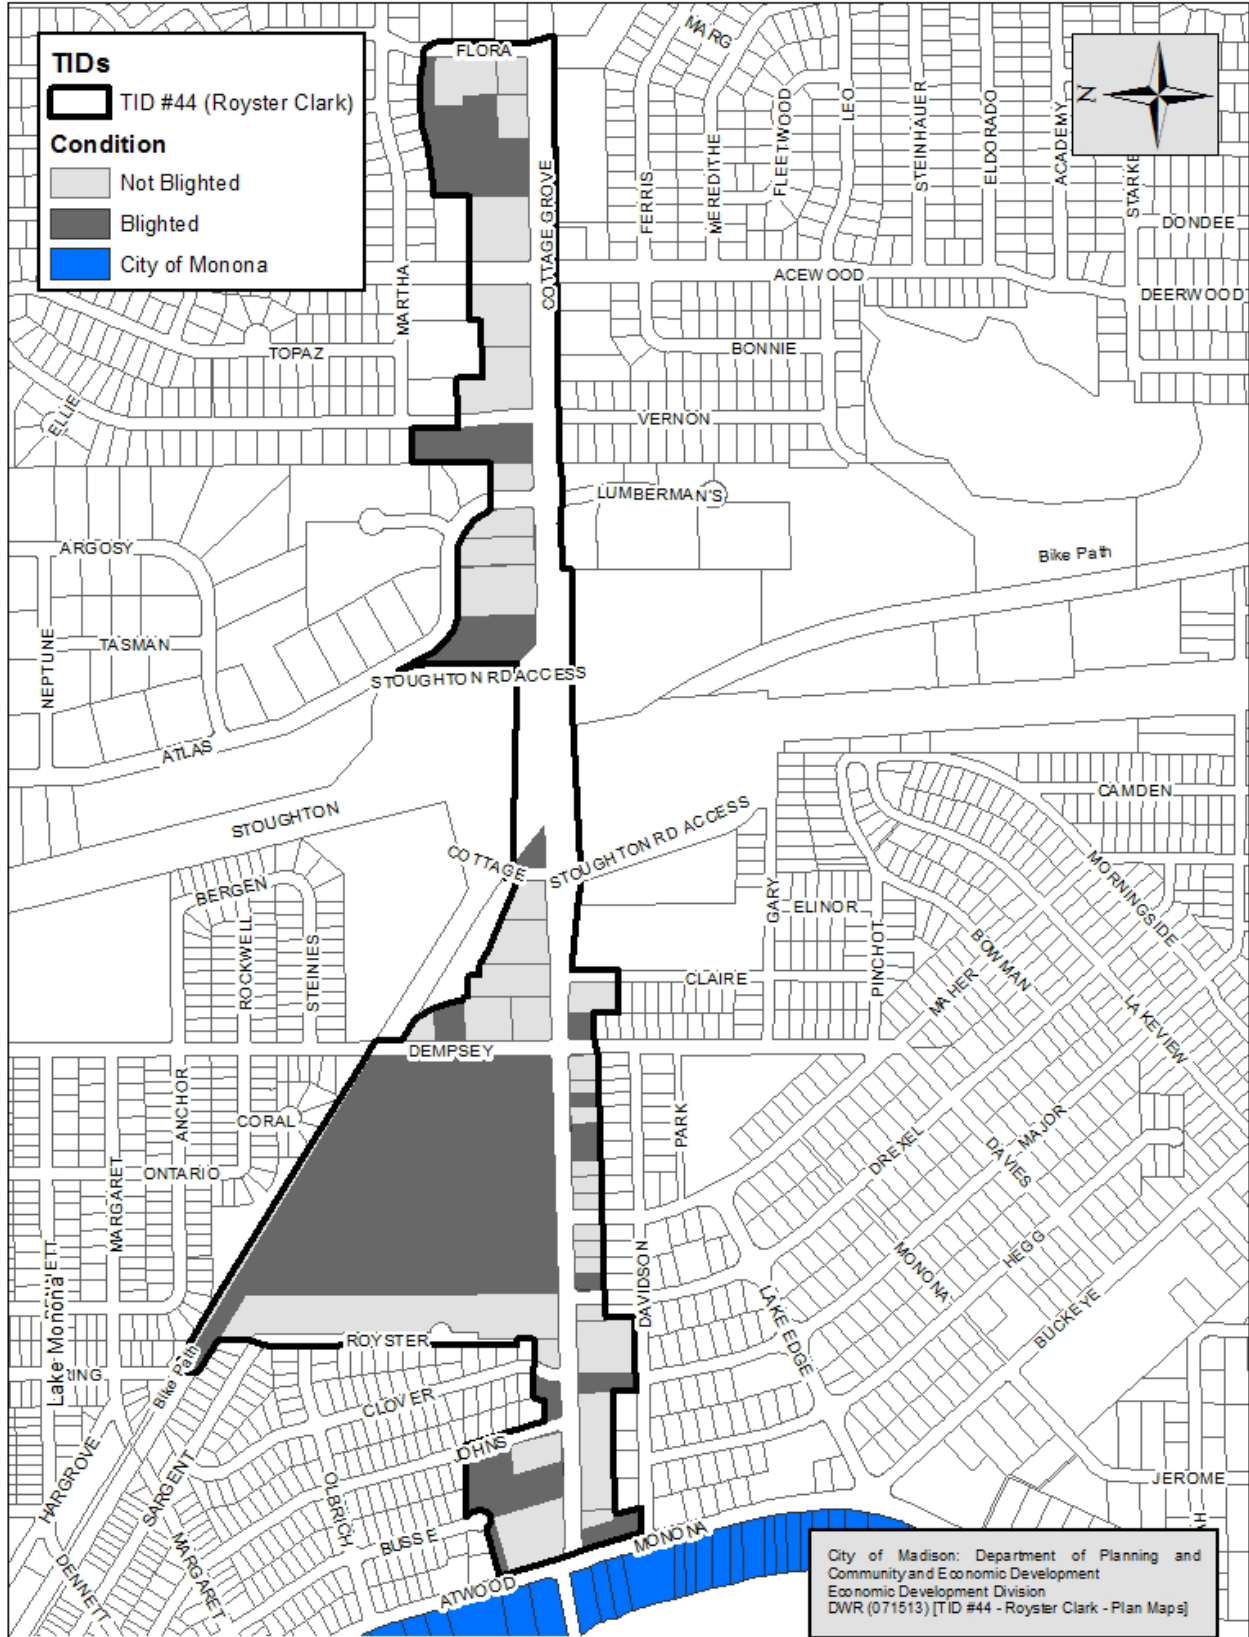 TIDs
TID #44 (Royster Clark)
Condition
Not Blighted
Blighted
City of Monona
N
FLORA
MARG
COTTAGE GROVE
MARTHA
FERRIS
MEREDITHE
FLEETWOOD
LEO
STEINHAUER
ELDORADO
ACADEMY
STARKE
DONDEE
ACEWOOD
DEERWOOD
TOPAZ
BONNIE
ELLIE
VERNON
LUMBERMAN'S
ARGOSY
Bike Path
NEPTUNE
TASMAN
STOUGHTON RD ACCESS
ATLAS
STOUGHTON
COTTAGE
STOUGHTON RD ACCESS
CAMDEN
MORNINGSIDE
BERGEN
ROCKWELL
STEINIES
GARY
ELINOR
PINCHOT
BOWMAN
MAHER
CLAIRE
LAKEVIEW
DEMPSEY
ANCHOR
CORAL
PARK
MARGARET
ONTARIO
DREXEL
DAVIES
MAJOR
Lake Monona
DAVIDSON
MONONA
HEGG
LAKE EDGE
BUCKEYE
ROYSTER
RING
Bike Path
CLOVER
JOHNS
HARGROVE
SARGENT
OLBRICH
MARGARET
BUSSE
DENNETT
ATWOOD
MONONA
JEROME
AH
City of Madison: Department of Planning and
Community and Economic Development
Economic Development Division
DWR (071513) [TID #44 - Royster Clark - Plan Maps]